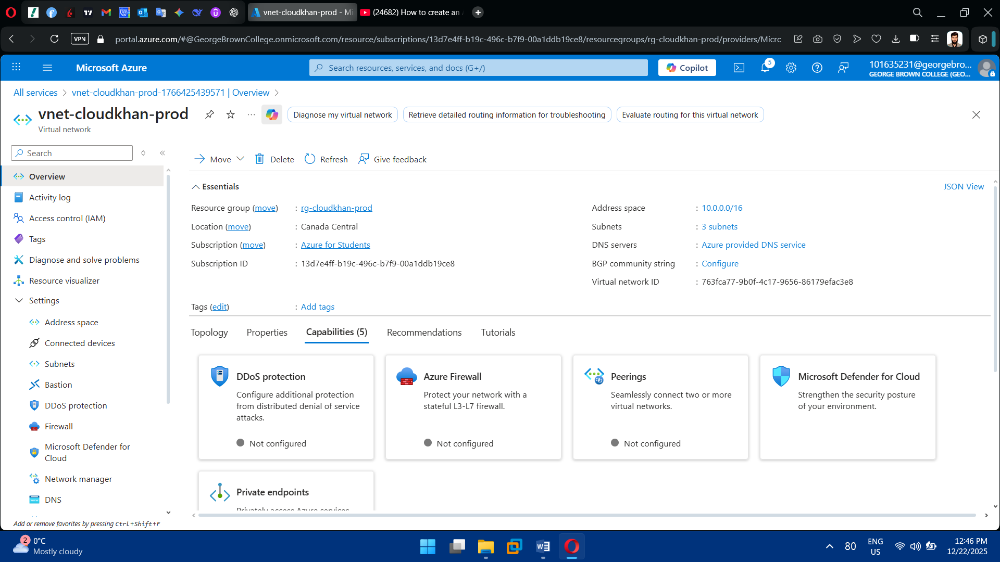 vnet-cloudkhan-prod - Mi
(24682) How to create an
VPN
portal.azure.com/#@GeorgeBrownCollege.onmicrosoft.com/resource/subscriptions/13d7e4ff-b19c-496c-b7f9-00a1ddb19ce8/resourcegroups/rg-cloudkhan-prod/providers/Micrc
Microsoft Azure
Search resources, services, and docs (G+/)
Copilot
5
101635231@georgebro...
GEORGE BROWN COLLEGE (GEO...
All services > vnet-cloudkhan-prod-1766425439571 | Overview >
vnet-cloudkhan-prod
Virtual network
Diagnose my virtual network
Retrieve detailed routing information for troubleshooting
Evaluate routing for this virtual network
Search
Move
Delete
Refresh
Give feedback
Overview
Activity log
Access control (IAM)
Tags
Diagnose and solve problems
Resource visualizer
Settings
Address space
Connected devices
Subnets
Bastion
DDoS protection
Firewall
Microsoft Defender for
Cloud
Network manager
DNS
Add or remove favorites by pressing Ctrl+Shift+F
Essentials
JSON View
Resource group (move) : rg-cloudkhan-prod
Location (move) : Canada Central
Subscription (move) : Azure for Students
Subscription ID : 13d7e4ff-b19c-496c-b7f9-00a1ddb19ce8
Address space : 10.0.0.0/16
Subnets : 3 subnets
DNS servers : Azure provided DNS service
BGP community string : Configure
Virtual network ID : 763fca77-9b0f-4c17-9656-86179efac3e8
Tags (edit) : Add tags
Topology
Properties
Capabilities (5)
Recommendations
Tutorials
DDoS protection
Configure additional protection
from distributed denial of service
attacks.
Not configured
Azure Firewall
Protect your network with a
stateful L3-L7 firewall.
Not configured
Peerings
Seamlessly connect two or more
virtual networks.
Not configured
Microsoft Defender for Cloud
Strengthen the security posture
of your environment.
Private endpoints
Privately access Azure services
2
0°C
Mostly cloudy
80
ENG
US
12:46 PM
12/22/2025